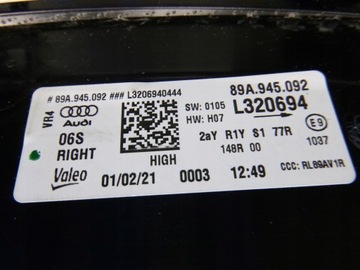 # 89A.945.092 ### L3206940444
89A.945.092
VR4
Audi
SW: 0105
L320694
HW: H07
06S
RIGHT
HIGH
2aY R1Y S1 77R
148R 00
E9
1037
Valeo
01/02/21
0003
12:49
CCC: RL89AV1R